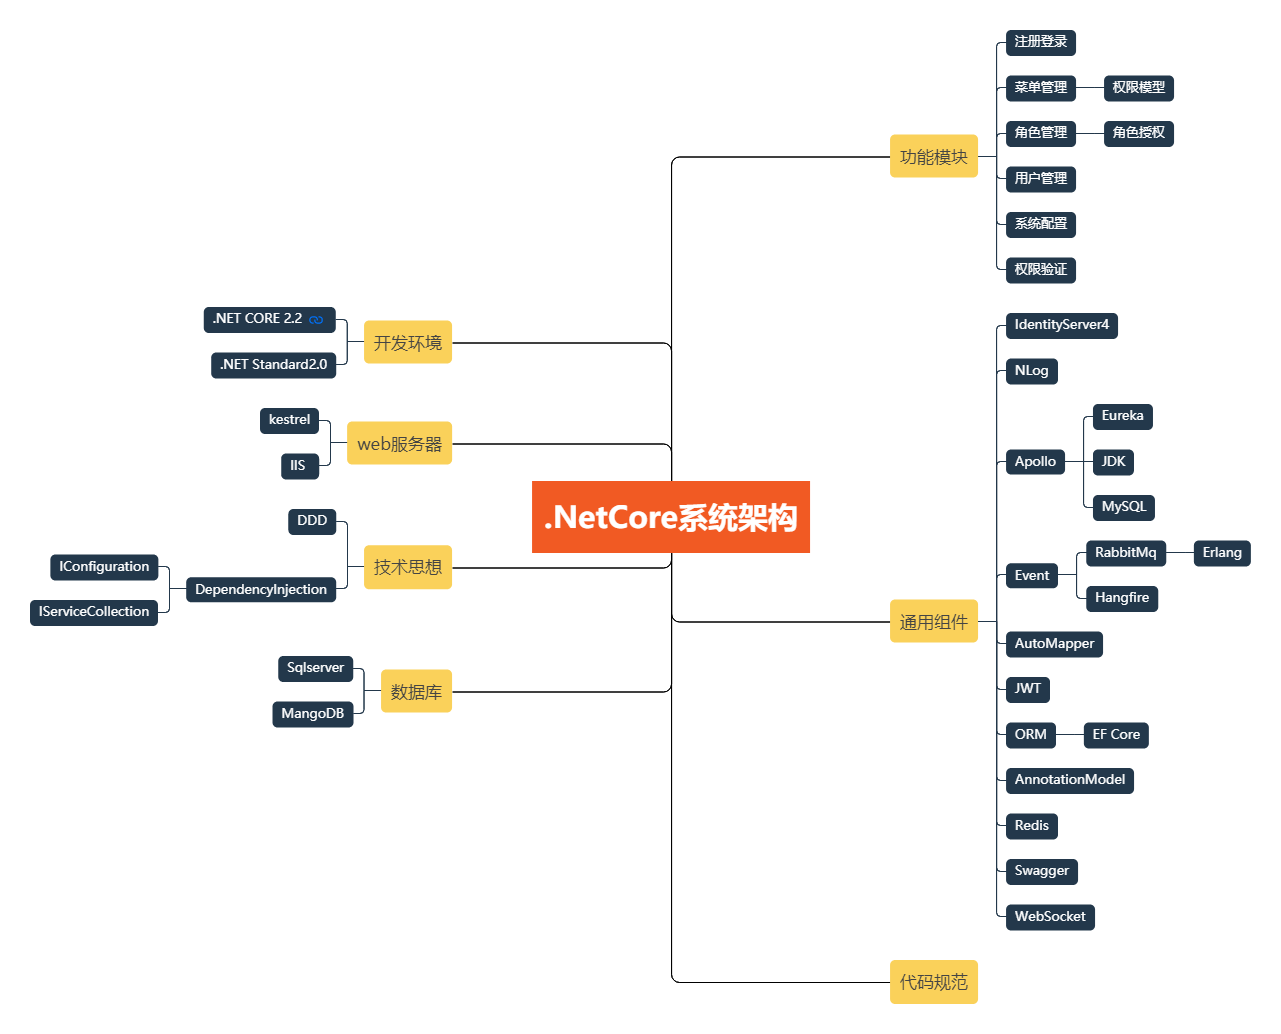 .NetCore系统架构
功能模块
注册登录
菜单管理
权限模型
角色管理
角色授权
用户管理
系统配置
权限验证
通用组件
IdentityServer4
NLog
Apollo
Eureka
JDK
MySQL
Event
RabbitMq
Erlang
Hangfire
AutoMapper
JWT
ORM
EF Core
AnnotationModel
Redis
Swagger
WebSocket
代码规范
开发环境
.NET CORE 2.2
.NET Standard2.0
web服务器
kestrel
IIS
技术思想
DDD
DependencyInjection
IConfiguration
IServiceCollection
数据库
Sqlserver
MangoDB